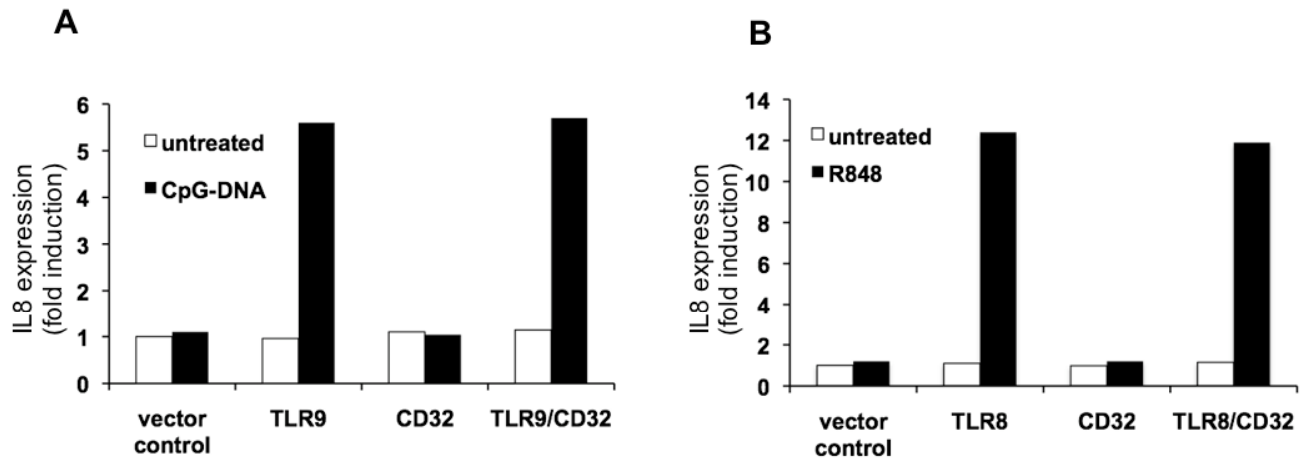 A
IL8 expression
(fold induction)
6
5
4
3
2
1
0
untreated
CpG-DNA
vector
control
TLR9
CD32
TLR9/CD32
B
IL8 expression
(fold induction)
14
12
10
8
6
4
2
0
untreated
R848
vector
control
TLR8
CD32
TLR8/CD32